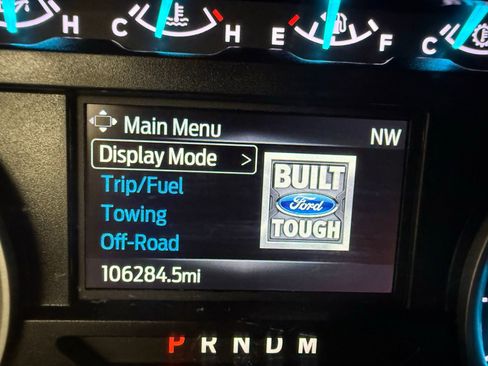 H C H E F C
Main Menu
NW
Display Mode >
Trip/Fuel
Towing
Off-Road
BUILT
Ford
TOUGH
106284.5mi
P R N D M